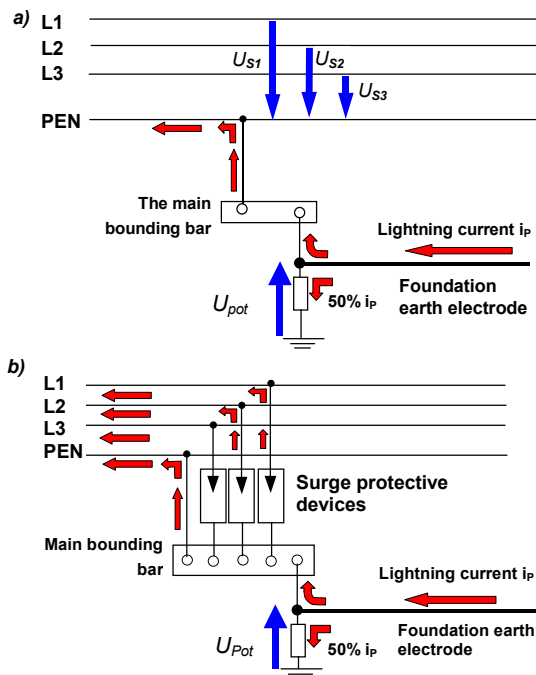 a)
L1
L2
L3
US1
US2
US3
PEN
The main
bounding bar
Lightning current iP
Upot
50% iP
Foundation
earth electrode
b)
L1
L2
L3
PEN
Surge protective
devices
Main bounding
bar
Lightning current iP
UPot
50% iP
Foundation earth
electrode